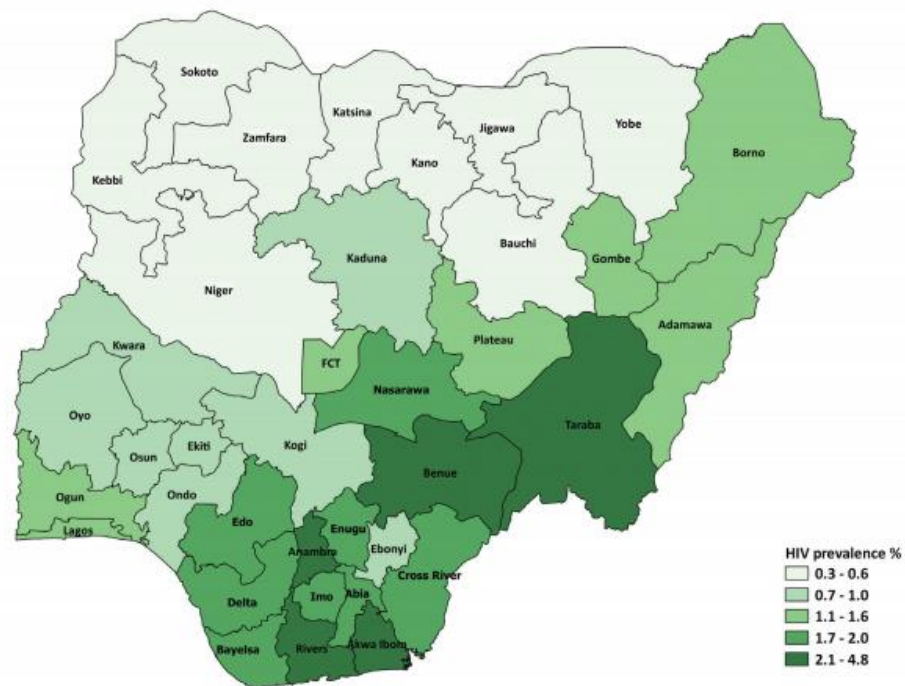 Sokoto
Katsina
Zamfara
Jigawa
Yobe
Kano
Borno
Kebbi
Bauchi
Kaduna
Gombe
Niger
Adamawa
Plateau
Kwara
FCT
Nasarawa
Oyo
Taraba
Osun
Ekiti
Kogi
Benue
Ogun
Ondo
Edo
Lagos
Enugu
Anambra
Ebonyi
Cross River
Delta
Imo
Abia
Bayelsa
Rivers
Akwa Ibom
HIV prevalence %
0.3 - 0.6
0.7 - 1.0
1.1 - 1.6
1.7 - 2.0
2.1 - 4.8